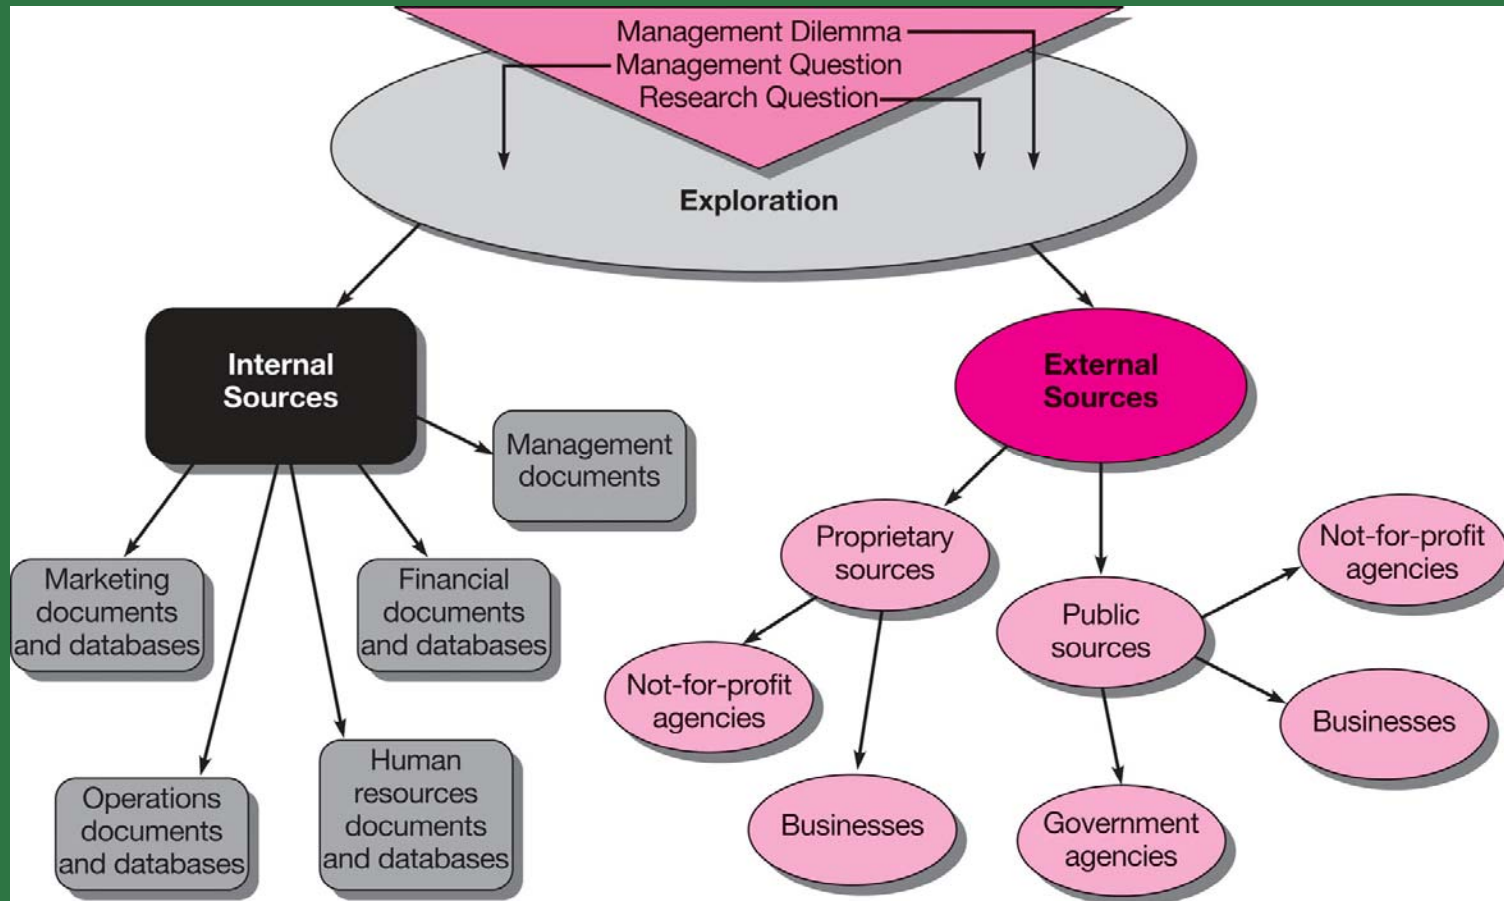 Management Dilemma
Management Question
Research Question
Exploration
Internal
Sources
External
Sources
Management
documents
Marketing
documents
and databases
Financial
documents
and databases
Operations
documents
and databases
Human
resources
documents
and databases
Proprietary
sources
Not-for-profit
agencies
Businesses
Public
sources
Not-for-profit
agencies
Businesses
Government
agencies